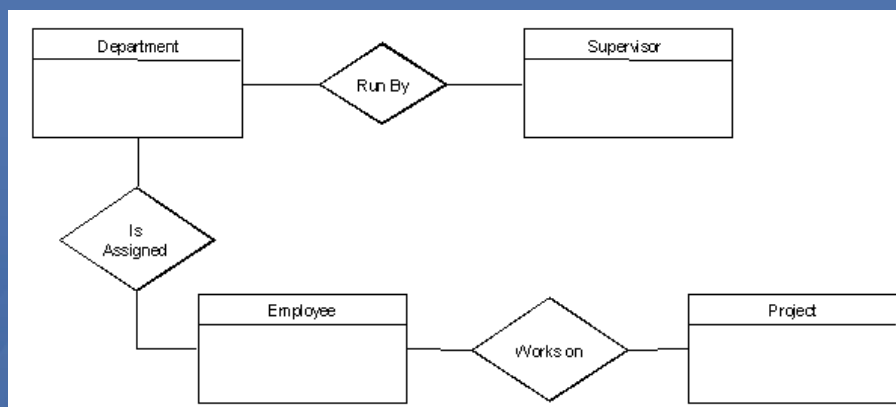 Department
Run By
Supervisor
Is
Assigned
Employee
Works on
Project